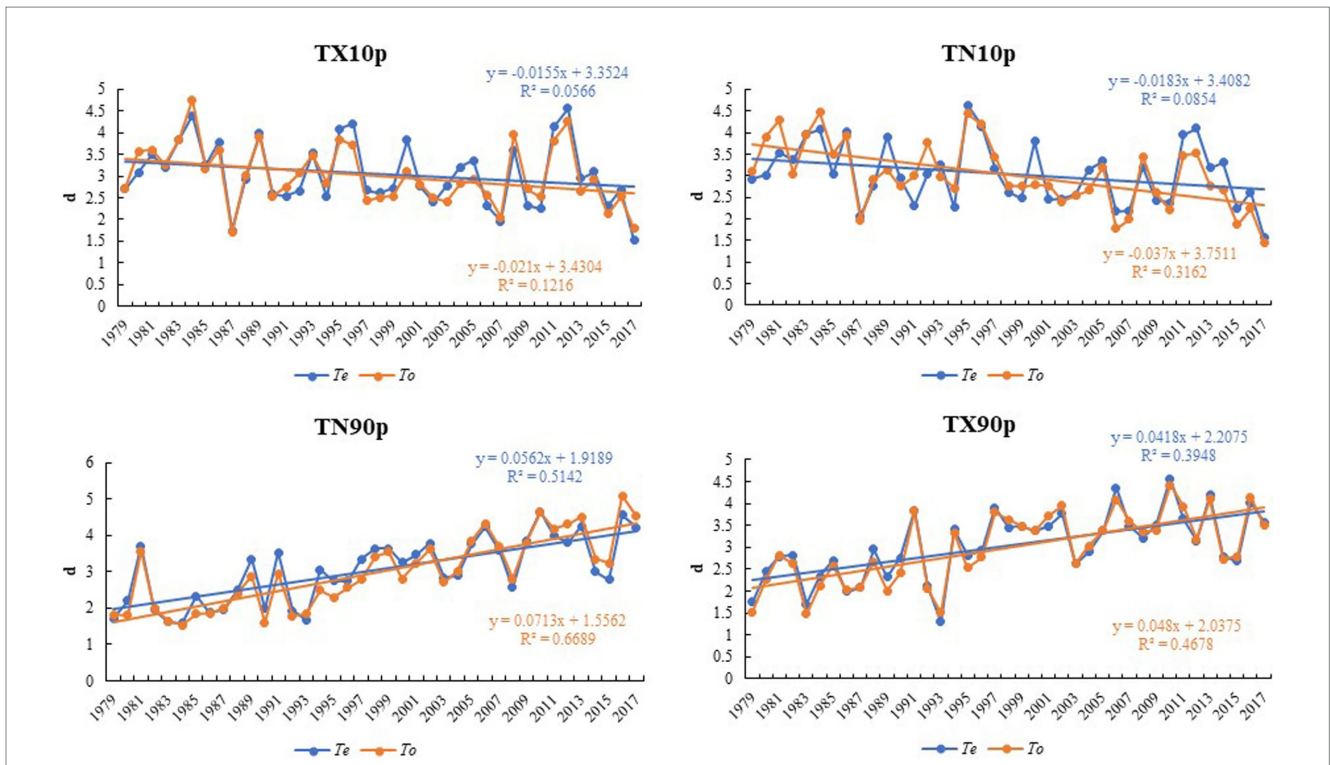 TX10p
y = -0.0155x + 3.3524
R² = 0.0566
5
4.5
4
3.5
3
2.5
2
1.5
1
0.5
0
d
y = -0.021x + 3.4304
R² = 0.1216
1979 1981 1983 1985 1987 1989 1991 1993 1995 1997 1999 2001 2003 2005 2007 2009 2011 2013 2015 2017
Te To
TN10p
y = -0.0183x + 3.4082
R² = 0.0854
5
4.5
4
3.5
3
2.5
2
1.5
1
0.5
0
d
y = -0.037x + 3.7511
R² = 0.3162
1979 1981 1983 1985 1987 1989 1991 1993 1995 1997 1999 2001 2003 2005 2007 2009 2011 2013 2015 2017
Te To
TN90p
y = 0.0562x + 1.9189
R² = 0.5142
6
5
4
3
2
1
0
d
y = 0.0713x + 1.5562
R² = 0.6689
1979 1981 1983 1985 1987 1989 1991 1993 1995 1997 1999 2001 2003 2005 2007 2009 2011 2013 2015 2017
Te To
TX90p
y = 0.0418x + 2.2075
R² = 0.3948
5
4.5
4
3.5
3
2.5
2
1.5
1
0.5
0
d
y = 0.048x + 2.0375
R² = 0.4678
1979 1981 1983 1985 1987 1989 1991 1993 1995 1997 1999 2001 2003 2005 2007 2009 2011 2013 2015 2017
Te To